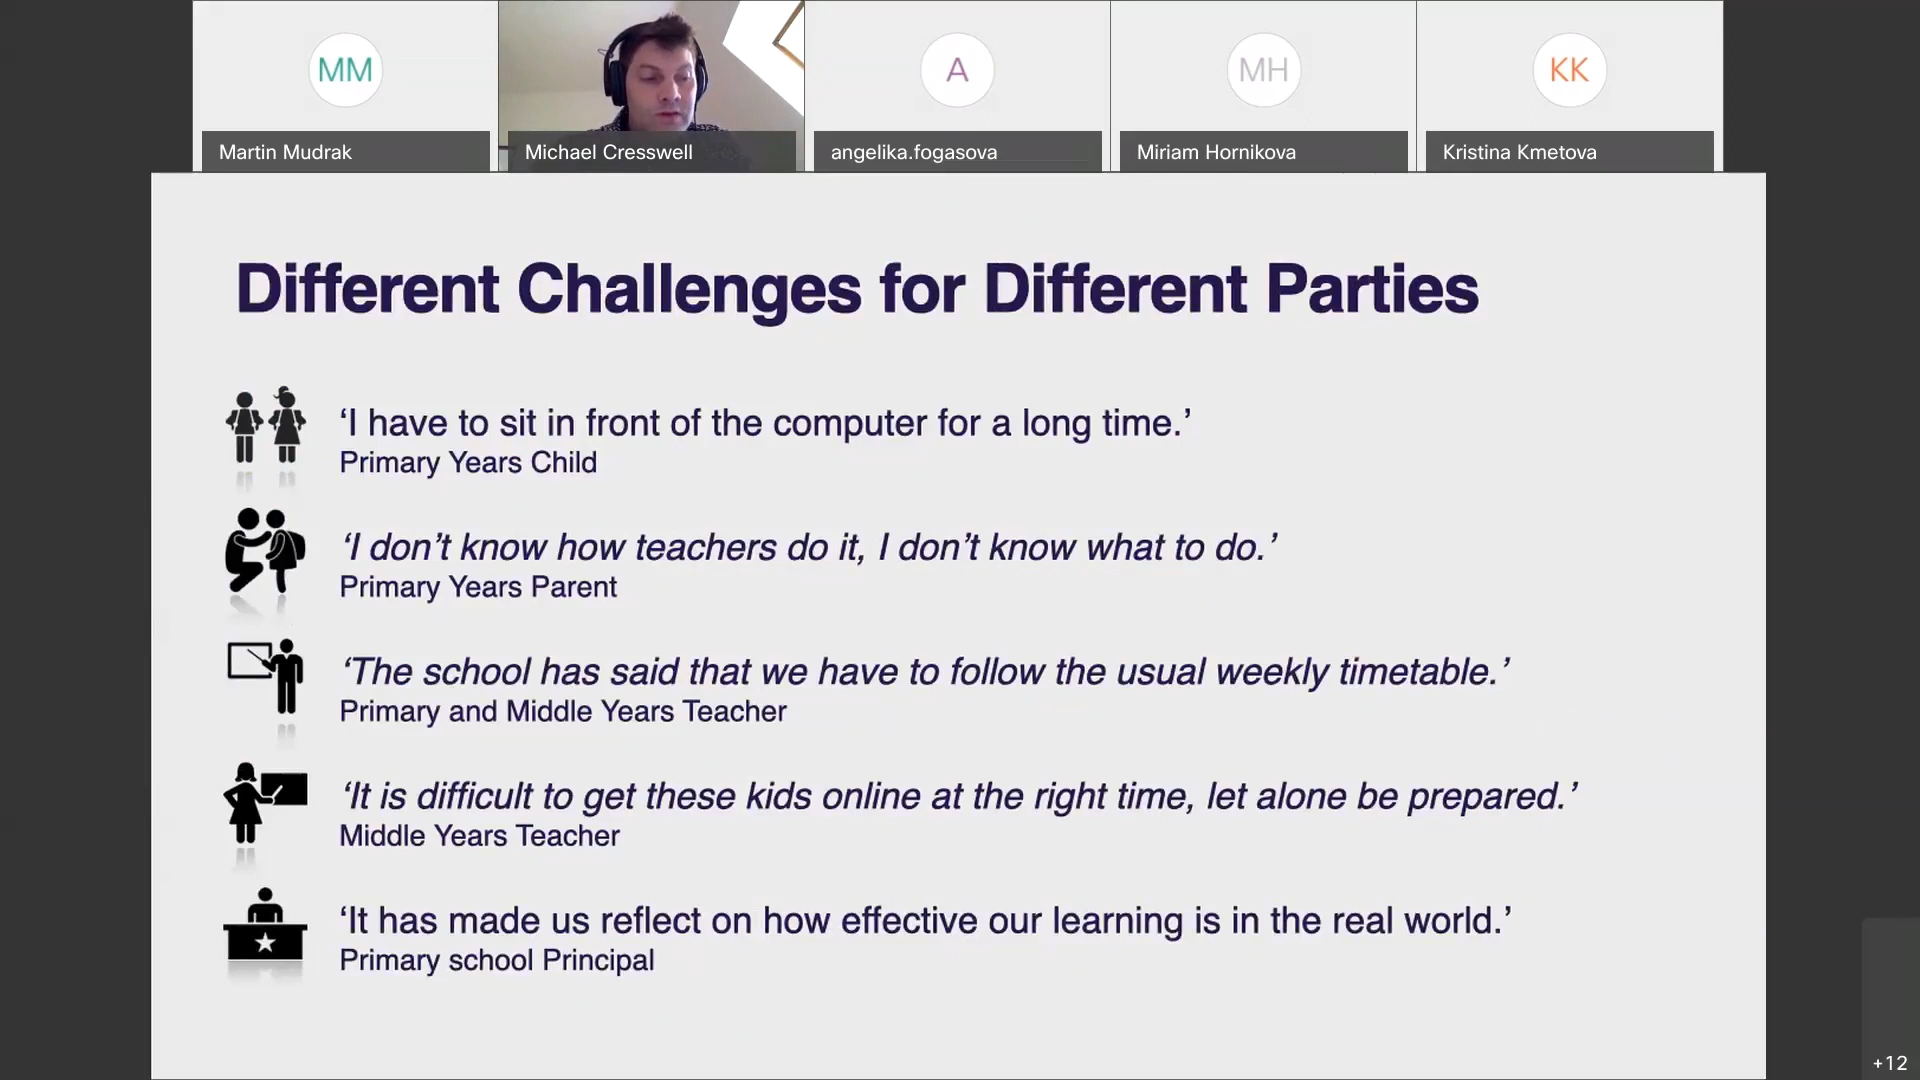 MM
A
MH
KK
Martin Mudrak
Michael Cresswell
angelika.fogasova
Miriam Hornikova
Kristina Kmetova
Different Challenges for Different Parties
‘I have to sit in front of the computer for a long time.’
Primary Years Child
‘I don’t know how teachers do it, I don’t know what to do.’
Primary Years Parent
‘The school has said that we have to follow the usual weekly timetable.’
Primary and Middle Years Teacher
‘It is difficult to get these kids online at the right time, let alone be prepared.’
Middle Years Teacher
‘It has made us reflect on how effective our learning is in the real world.’
Primary school Principal
+12